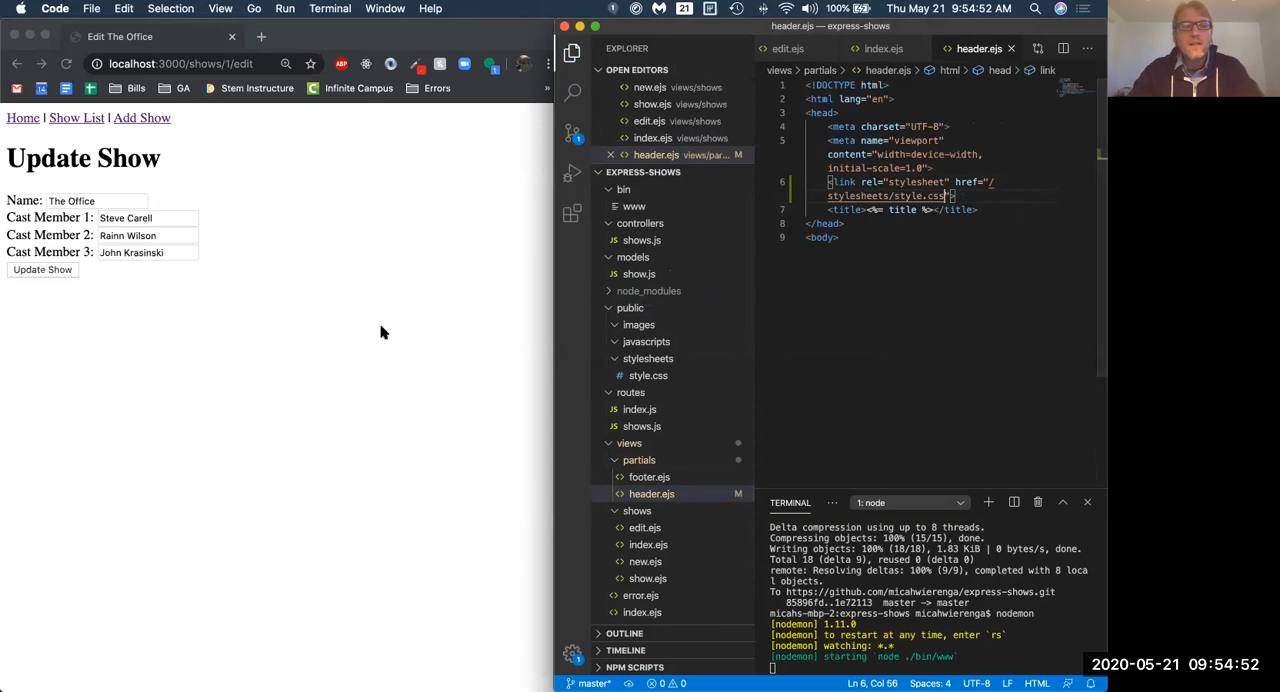 Code File Edit Selection View Go Run Terminal Window Help
21 100% Thu May 21 9:54:52 AM
Edit The Office
localhost:3000/shows/1/edit
ABP
31 Bills GA Stem Instructure Infinite Campus Errors »
Home | Show List | Add Show
Update Show
Name: The Office
Cast Member 1: Steve Carell
Cast Member 2: Rainn Wilson
Cast Member 3: John Krasinski
Update Show
header.ejs — express-shows
EXPLORER
OPEN EDITORS
new.ejs views/shows
show.ejs views/shows
edit.ejs views/shows
index.ejs views/shows
header.ejs views/par... M
EXPRESS-SHOWS
bin
www
controllers
shows.js
models
show.js
node_modules
public
images
javascripts
stylesheets
# style.css
routes
index.js
shows.js
views
partials
footer.ejs
header.ejs M
shows
edit.ejs
index.ejs
new.ejs
show.ejs
error.ejs
index.ejs
OUTLINE
TIMELINE
NPM SCRIPTS
edit.ejs index.ejs header.ejs
views > partials > header.ejs > html > head > link
1 <!DOCTYPE html>
2 <html lang="en">
3 <head>
4 <meta charset="UTF-8">
5 <meta name="viewport"
content="width=device-width,
initial-scale=1.0">
6 <link rel="stylesheet" href="/
stylesheets/style.css">
7 <title><%= title %></title>
8 </head>
9 <body>
TERMINAL ... 1: node
Delta compression using up to 8 threads.
Compressing objects: 100% (15/15), done.
Writing objects: 100% (18/18), 1.83 KiB | 0 bytes/s, done.
Total 18 (delta 9), reused 0 (delta 0)
remote: Resolving deltas: 100% (9/9), completed with 8 loca
l objects.
To https://github.com/micahwierenga/express-shows.git
85896fd..1e72113 master -> master
micahs-mbp-2:express-shows micahwierenga$ nodemon
[nodemon] 1.11.0
[nodemon] to restart at any time, enter `rs`
[nodemon] watching: *.*
[nodemon] starting `node ./bin/www`
master* 0 0 Ln 6, Col 56 Spaces: 4 UTF-8 LF HTML
2020-05-21 09:54:52